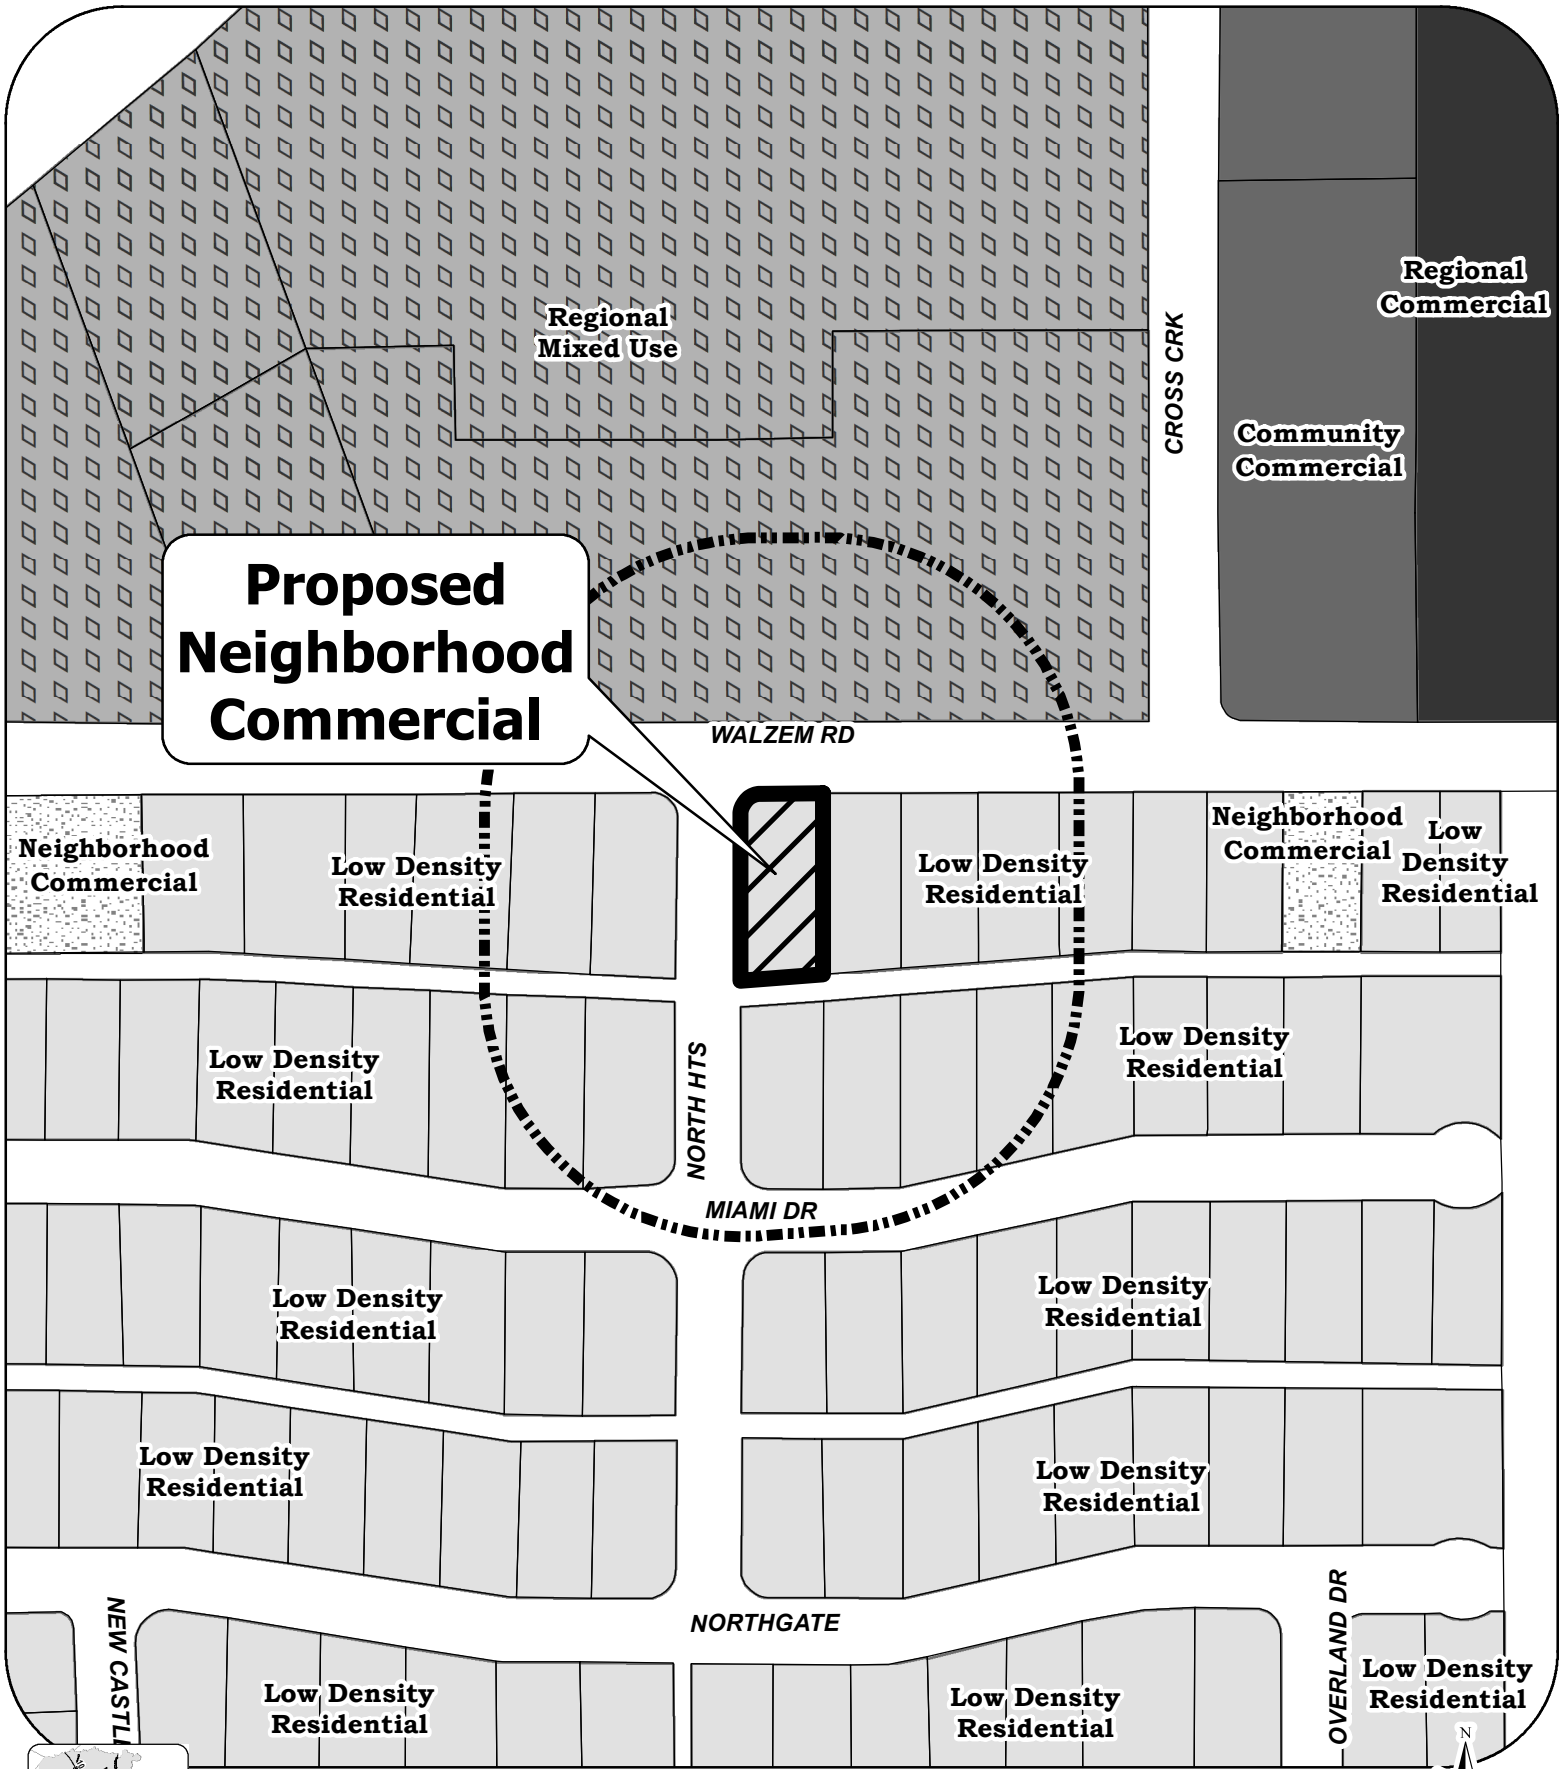 Regional
Mixed Use
Regional
Commercial
CROSS CRK
Community
Commercial
Proposed
Neighborhood
Commercial
WALZEM RD
Neighborhood
Commercial
Low Density
Residential
Low Density
Residential
Neighborhood
Commercial
Low
Density
Residential
Low Density
Residential
NORTH HTS
Low Density
Residential
MIAMI DR
Low Density
Residential
Low Density
Residential
Low Density
Residential
Low Density
Residential
NEW CASTL
NORTHGATE
OVERLAND DR
Low Density
Residential
Low Density
Residential
Low Density
Residential
N